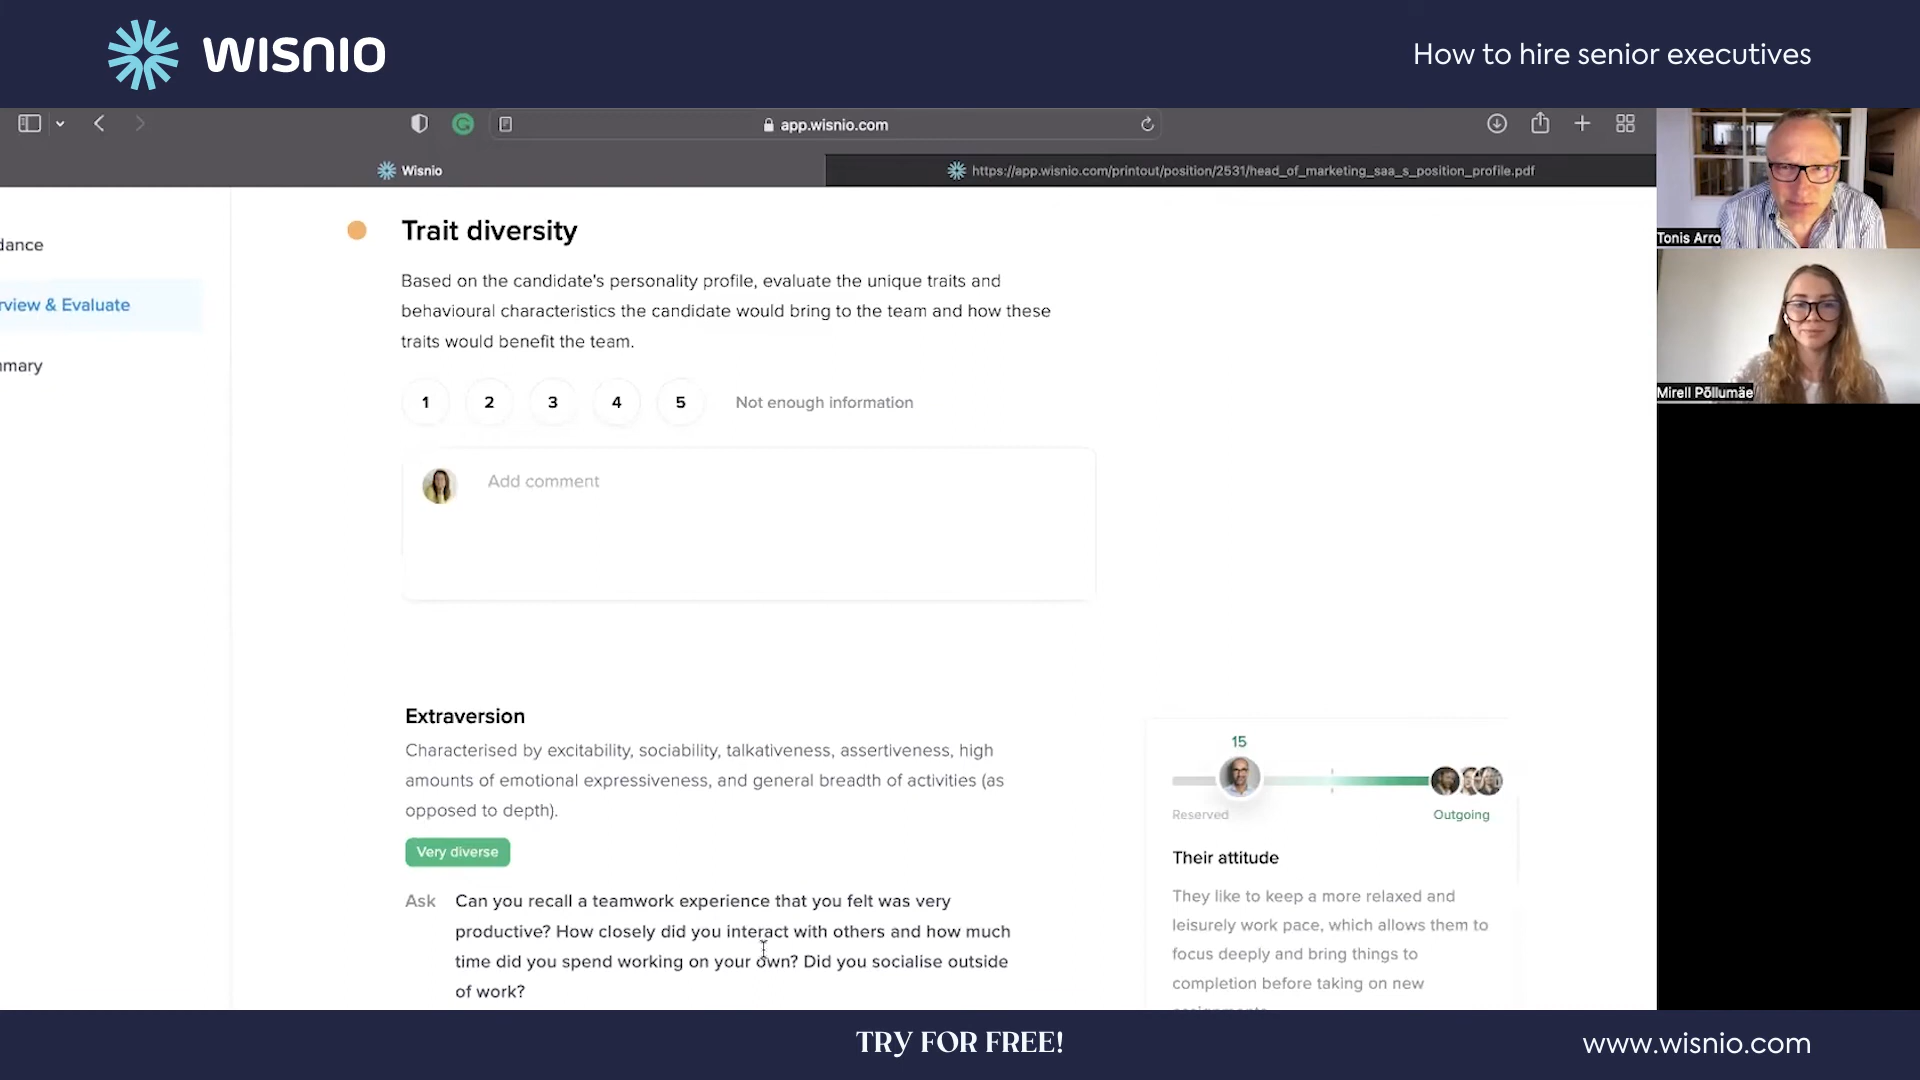 WISNIO
How to hire senior executives
app.wisnio.com
Wisnio
https://app.wisnio.com/printout/position/2531/head_of_marketing_saa_s_position_profile.pdf
Tonis Arro
Mirell Põllumäe
dance
rview & Evaluate
mmary
Trait diversity
Based on the candidate's personality profile, evaluate the unique traits and
behavioural characteristics the candidate would bring to the team and how these
traits would benefit the team.
1 2 3 4 5 Not enough information
Add comment
Extraversion
Characterised by excitability, sociability, talkativeness, assertiveness, high
amounts of emotional expressiveness, and general breadth of activities (as
opposed to depth).
Very diverse
Ask Can you recall a teamwork experience that you felt was very
productive? How closely did you interact with others and how much
time did you spend working on your own? Did you socialise outside
of work?
15
Reserved Outgoing
Their attitude
They like to keep a more relaxed and
leisurely work pace, which allows them to
focus deeply and bring things to
completion before taking on new
TRY FOR FREE!
www.wisnio.com